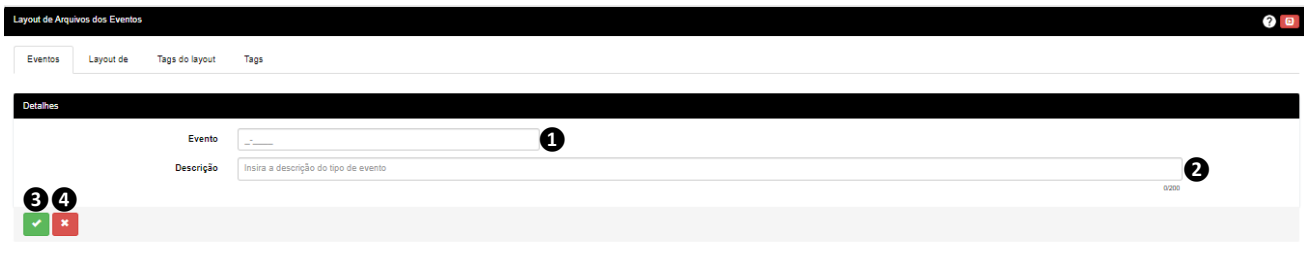 Layout de Arquivos dos Eventos ?
Eventos Layout de Tags do layout Tags
Detalhes
Evento _-____ 1
Descrição Insira a descrição do tipo de evento 2
0/200
3 4